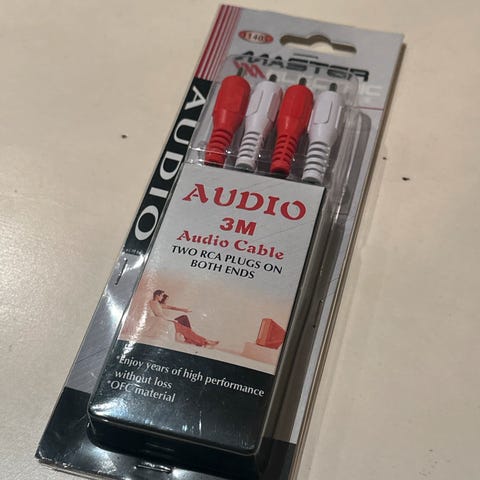 MASTER
ELECTRIC
AUDIO
AUDIO
3M
Audio Cable
TWO RCA PLUGS ON
BOTH ENDS
*Enjoy years of high performance
without loss
*OFC material